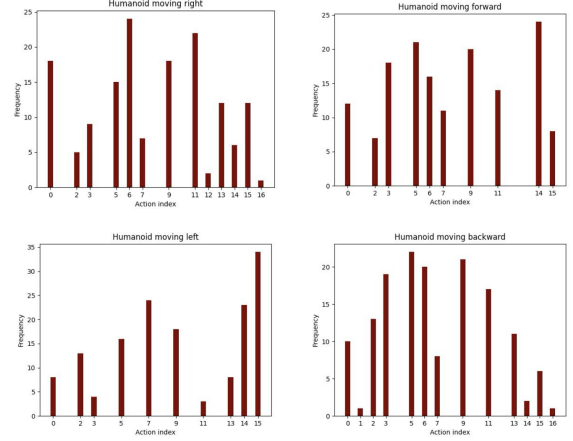 Humanoid moving right
25
20
15
10
5
0
Frequency
0 2 3 5 6 7 9 11 12 13 14 15 16
Action index
Humanoid moving forward
25
20
15
10
5
0
Frequency
0 2 3 5 6 7 9 11 14 15
Action index
Humanoid moving left
35
30
25
20
15
10
5
0
Frequency
0 2 3 5 7 9 11 13 14 15
Action index
Humanoid moving backward
20
15
10
5
0
Frequency
0 1 2 3 5 6 7 9 11 13 14 15 16
Action index